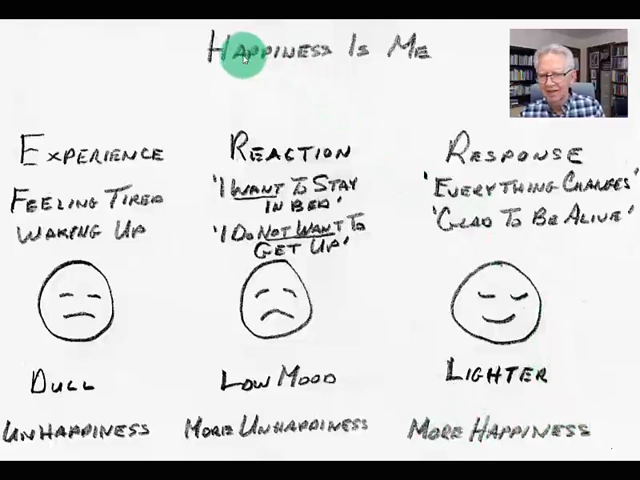 Happiness Is Me
Experience
Feeling Tired
Waking Up
Dull
Unhappiness
Reaction
'I Want To Stay
In Bed'
'I Do Not Want To
Get Up'
Low Mood
More Unhappiness
Response
'Everything Changes'
'Glad To Be Alive'
Lighter
More Happiness